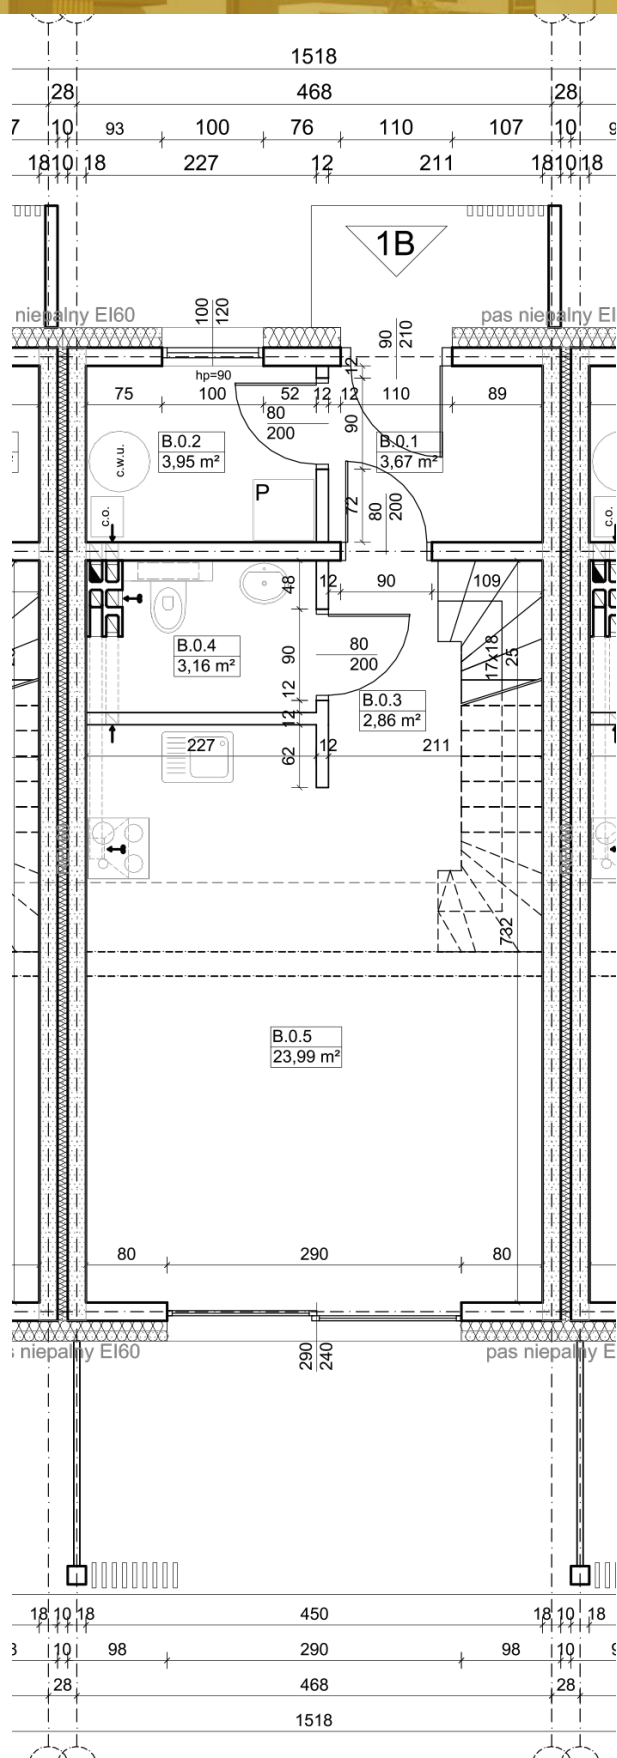 1518
28 468 28
7 10 93 100 76 110 107 10 9
18 10 18 227 12 211 18 10 18
1B
niepalny EI60
pas niepalny EI
100
120
90
210
hp=90
12
75 100 52 12 12 110 89
80
200
90
B.0.2
3,95 m²
B.0.1
3,67 m²
c.w.u.
P
c.o.
72
80
200
c.o.
48
12 90 109
B.0.4
3,16 m²
90
80
200
17x18
25
12
B.0.3
2,86 m²
12
227 12 211
62
732
B.0.5
23,99 m²
80 290 80
niepalny EI60
pas niepalny E
290
240
18 10 18 450 18 10 18
8 10 98 290 98 10 9
28 468 28
1518